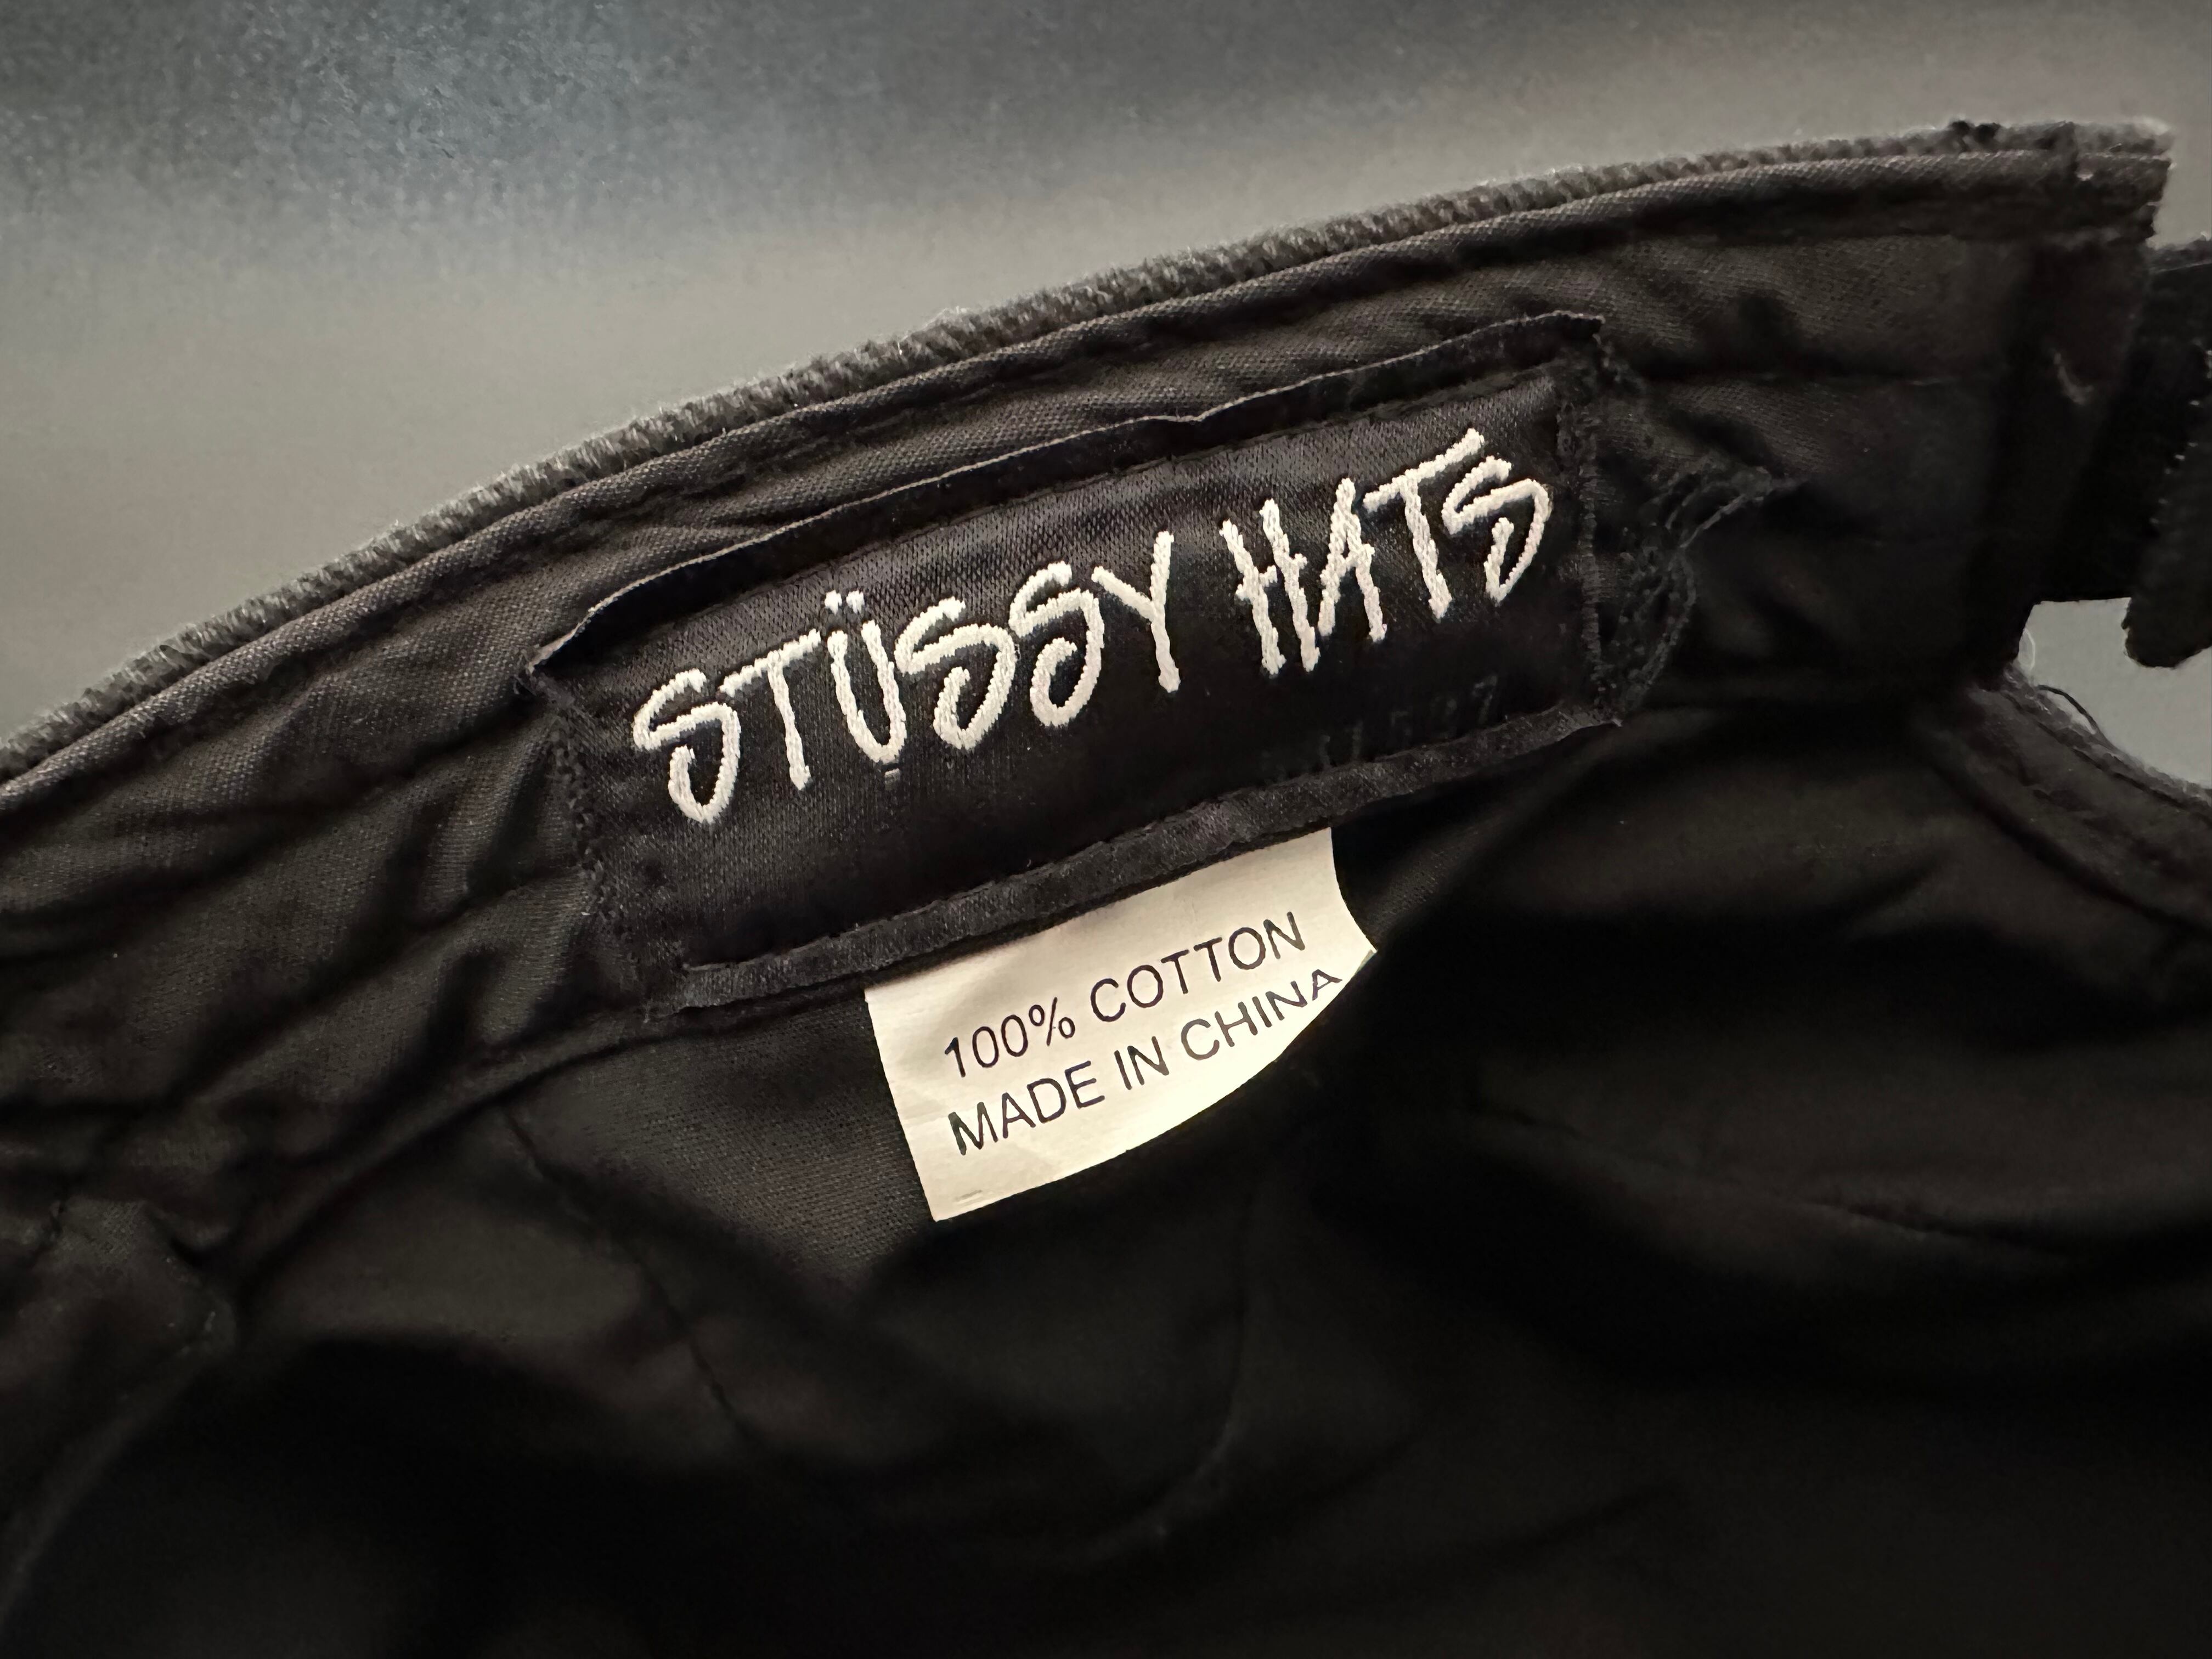 STÜSSY HATS
100% COTTON
MADE IN CHINA